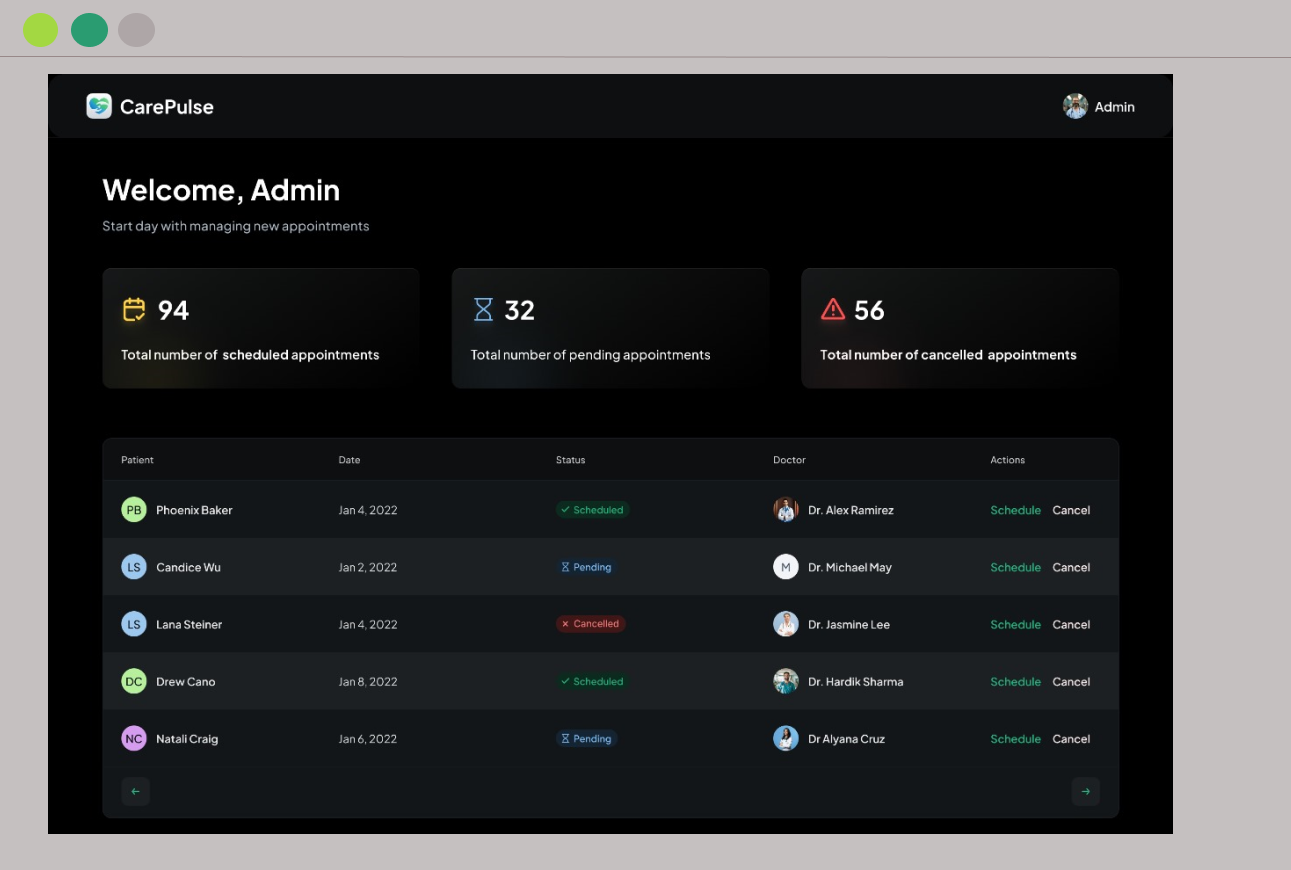 CarePulse
Admin
Welcome, Admin
Start day with managing new appointments
94
32
56
Total number of scheduled appointments
Total number of pending appointments
Total number of cancelled appointments
Patient Date Status Doctor Actions
PB Phoenix Baker Jan 4, 2022 Scheduled Dr. Alex Ramirez Schedule Cancel
LS Candice Wu Jan 2, 2022 Pending M Dr. Michael May Schedule Cancel
LS Lana Steiner Jan 4, 2022 Cancelled Dr. Jasmine Lee Schedule Cancel
DC Drew Cano Jan 8, 2022 Scheduled Dr. Hardik Sharma Schedule Cancel
NC Natali Craig Jan 6, 2022 Pending Dr Alyana Cruz Schedule Cancel